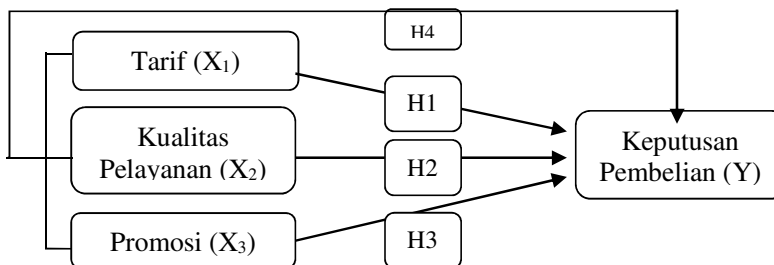 H4
Tarif (X₁)
H1
Kualitas
Pelayanan (X₂)
H2
Keputusan
Pembelian (Y)
Promosi (X₃)
H3